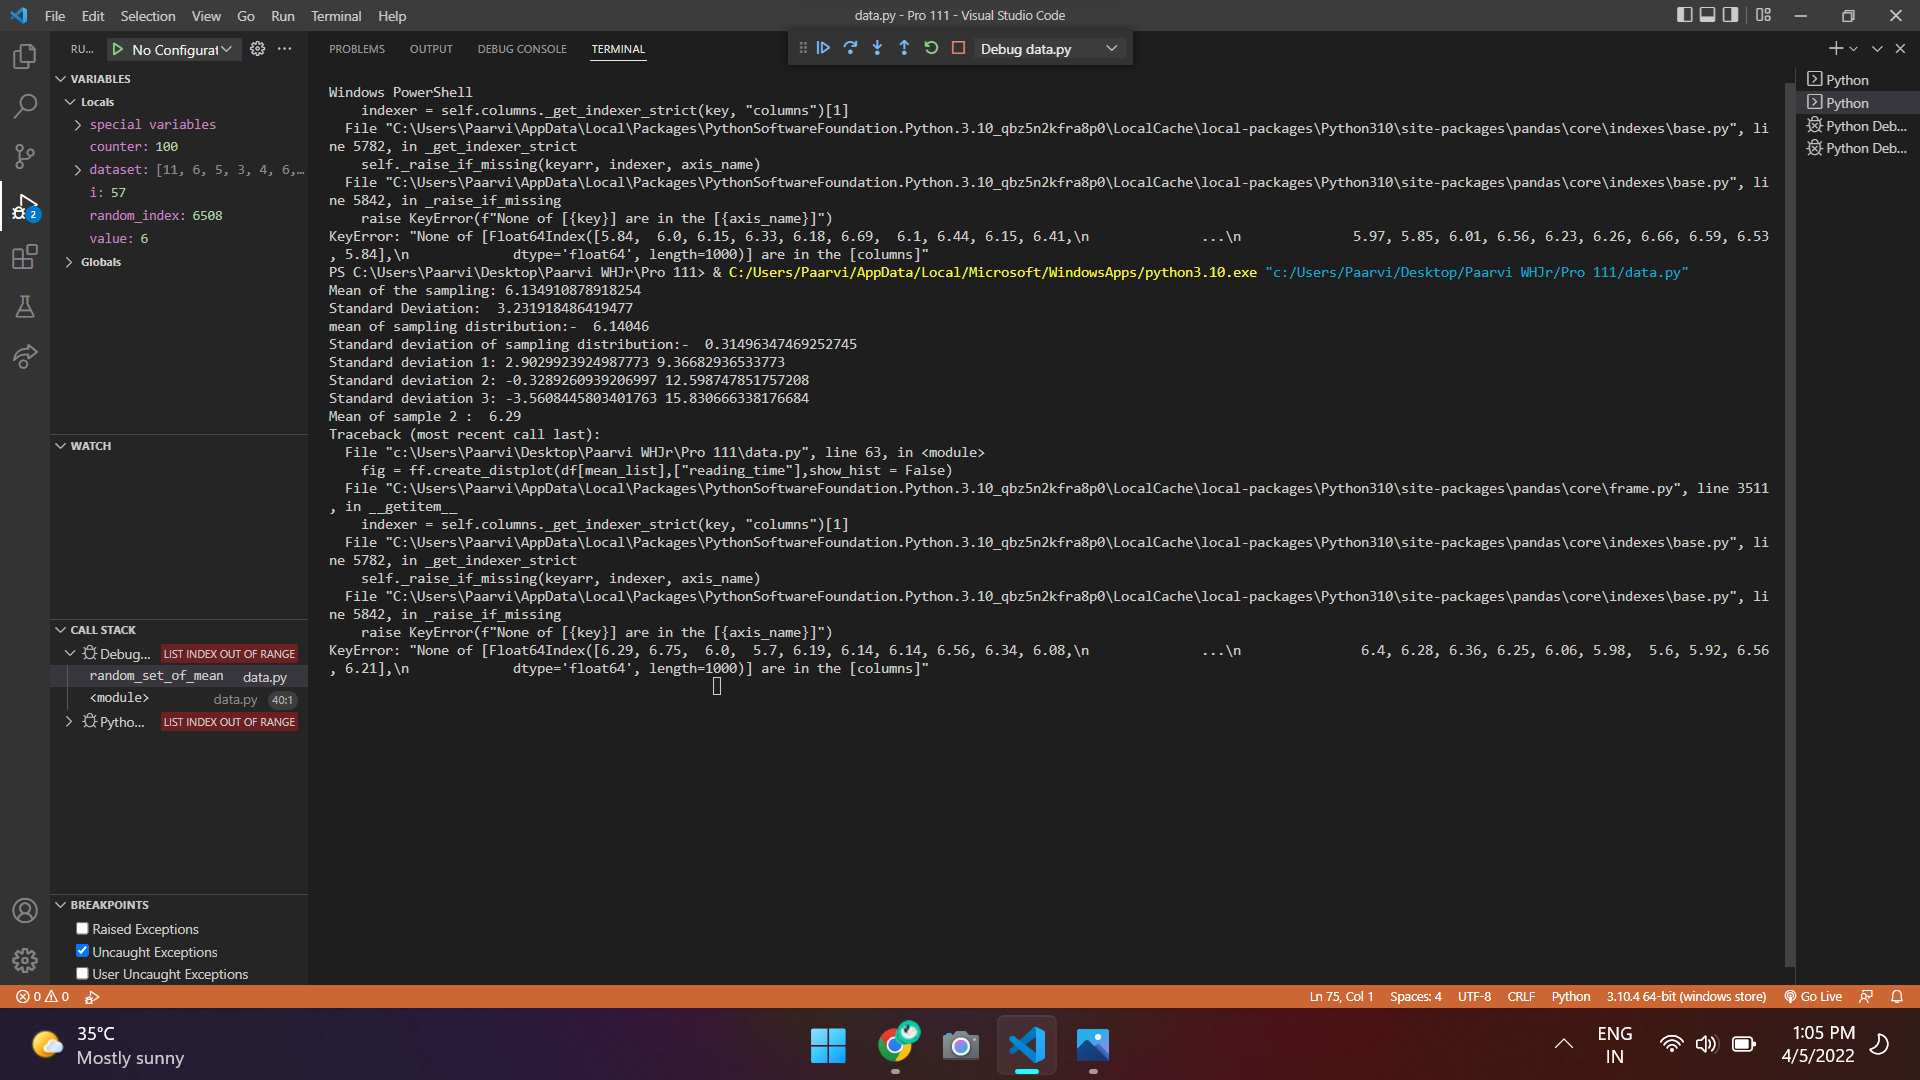 File Edit Selection View Go Run Terminal Help
data.py - Pro 111 - Visual Studio Code
RU... No Configurat
PROBLEMS OUTPUT DEBUG CONSOLE TERMINAL
Debug data.py
VARIABLES
Locals
special variables
counter: 100
dataset: [11, 6, 5, 3, 4, 6,...
i: 57
random_index: 6508
value: 6
Globals
WATCH
CALL STACK
Debug... LIST INDEX OUT OF RANGE
random_set_of_mean data.py
<module> data.py 40:1
Pytho... LIST INDEX OUT OF RANGE
BREAKPOINTS
Raised Exceptions
Uncaught Exceptions
User Uncaught Exceptions
2
Windows PowerShell
    indexer = self.columns._get_indexer_strict(key, "columns")[1]
  File "C:\Users\Paarvi\AppData\Local\Packages\PythonSoftwareFoundation.Python.3.10_qbz5n2kfra8p0\LocalCache\local-packages\Python310\site-packages\pandas\core\indexes\base.py", li
ne 5782, in _get_indexer_strict
    self._raise_if_missing(keyarr, indexer, axis_name)
  File "C:\Users\Paarvi\AppData\Local\Packages\PythonSoftwareFoundation.Python.3.10_qbz5n2kfra8p0\LocalCache\local-packages\Python310\site-packages\pandas\core\indexes\base.py", li
ne 5842, in _raise_if_missing
    raise KeyError(f"None of [{key}] are in the [{axis_name}]")
KeyError: "None of [Float64Index([5.84,  6.0, 6.15, 6.33, 6.18, 6.69,  6.1, 6.44, 6.15, 6.41,\n              ...\n              5.97, 5.85, 6.01, 6.56, 6.23, 6.26, 6.66, 6.59, 6.53
, 5.84],\n             dtype='float64', length=1000)] are in the [columns]"
PS C:\Users\Paarvi\Desktop\Paarvi WHJr\Pro 111> & C:/Users/Paarvi/AppData/Local/Microsoft/WindowsApps/python3.10.exe "c:/Users/Paarvi/Desktop/Paarvi WHJr/Pro 111/data.py"
Mean of the sampling: 6.134910878918254
Standard Deviation:  3.231918486419477
mean of sampling distribution:-  6.14046
Standard deviation of sampling distribution:-  0.31496347469252745
Standard deviation 1: 2.9029923924987773 9.36682936533773
Standard deviation 2: -0.3289260939206997 12.598747851757208
Standard deviation 3: -3.5608445803401763 15.830666338176684
Mean of sample 2 :  6.29
Traceback (most recent call last):
  File "c:\Users\Paarvi\Desktop\Paarvi WHJr\Pro 111\data.py", line 63, in <module>
    fig = ff.create_distplot(df[mean_list],["reading_time"],show_hist = False)
  File "C:\Users\Paarvi\AppData\Local\Packages\PythonSoftwareFoundation.Python.3.10_qbz5n2kfra8p0\LocalCache\local-packages\Python310\site-packages\pandas\core\frame.py", line 3511
, in __getitem__
    indexer = self.columns._get_indexer_strict(key, "columns")[1]
  File "C:\Users\Paarvi\AppData\Local\Packages\PythonSoftwareFoundation.Python.3.10_qbz5n2kfra8p0\LocalCache\local-packages\Python310\site-packages\pandas\core\indexes\base.py", li
ne 5782, in _get_indexer_strict
    self._raise_if_missing(keyarr, indexer, axis_name)
  File "C:\Users\Paarvi\AppData\Local\Packages\PythonSoftwareFoundation.Python.3.10_qbz5n2kfra8p0\LocalCache\local-packages\Python310\site-packages\pandas\core\indexes\base.py", li
ne 5842, in _raise_if_missing
    raise KeyError(f"None of [{key}] are in the [{axis_name}]")
KeyError: "None of [Float64Index([6.29, 6.75,  6.0,  5.7, 6.19, 6.14, 6.14, 6.56, 6.34, 6.08,\n              ...\n               6.4, 6.28, 6.36, 6.25, 6.06, 5.98,  5.6, 5.92, 6.56
, 6.21],\n             dtype='float64', length=1000)] are in the [columns]"
Python
Python
Python Deb...
Python Deb...
0 0
Ln 75, Col 1 Spaces: 4 UTF-8 CRLF Python 3.10.4 64-bit (windows store) Go Live
35°C
Mostly sunny
ENG
IN
1:05 PM
4/5/2022